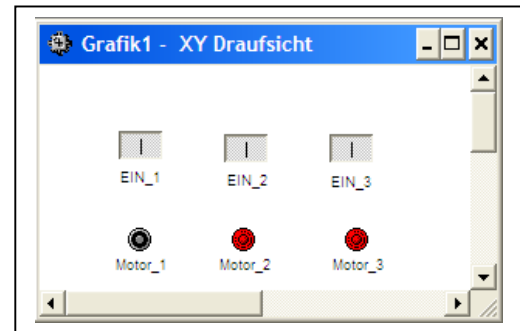 Grafik1 - XY Draufsicht
I I I
EIN_1 EIN_2 EIN_3
Motor_1 Motor_2 Motor_3